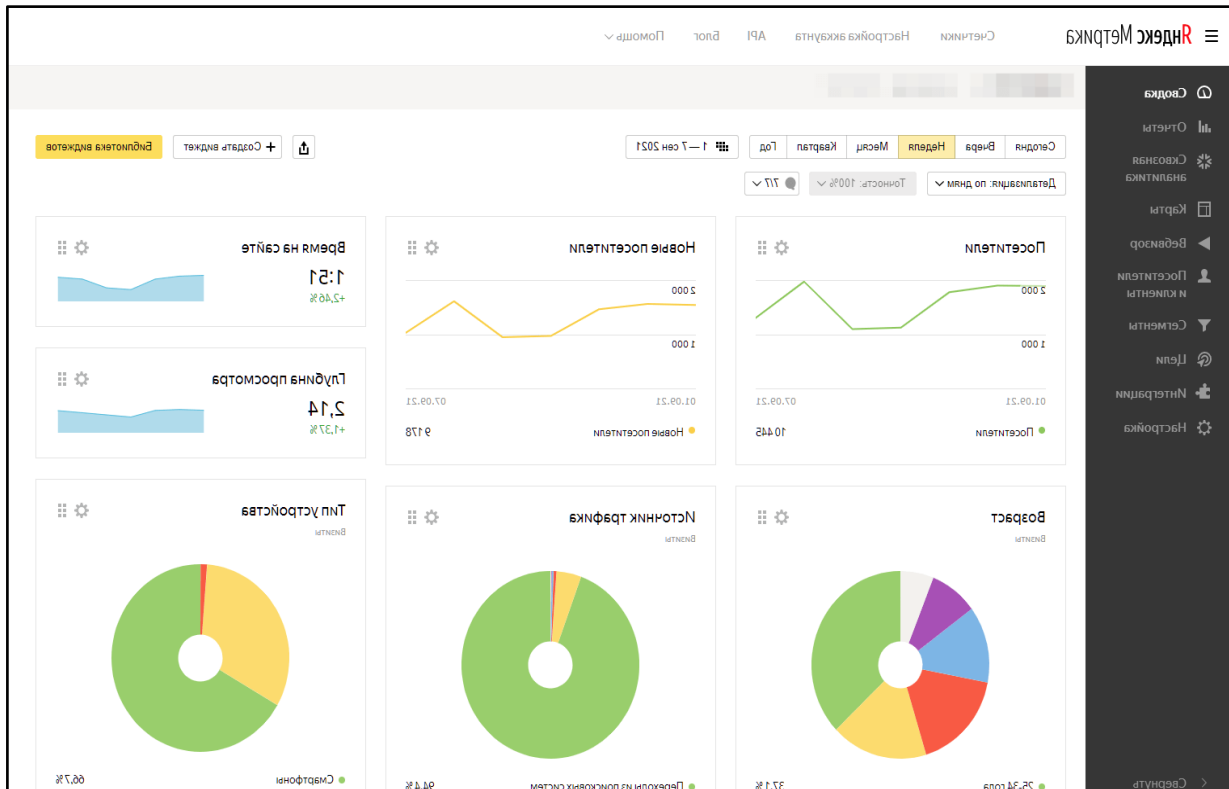 Яндекс Метрика
Счетчики Настройка аккаунта API Блог Помощь
Сводка
Отчеты
Сквозная
аналитика
Карты
Вебвизор
Посетители
и клиенты
Сегменты
Цели
Интеграции
Настройка
Свернуть
Сегодня Вчера Неделя Месяц Квартал Год 1 — 7 сен 2021
+ Создать виджет Библиотека виджетов
Детализация: по дням Точность: 100% 7/7
Посетители
2 000
1 000
01.09.21 07.09.21
Посетители 10 445
Новые посетители
2 000
1 000
01.09.21 07.09.21
Новые посетители 9 178
Время на сайте
1:51
+2,46%
Глубина просмотра
2,14
+1,37%
Возраст
Визиты
25-34 года 37,1%
Источник трафика
Визиты
Переходы из поисковых систем 94,4%
Тип устройства
Визиты
Смартфоны 66,7%